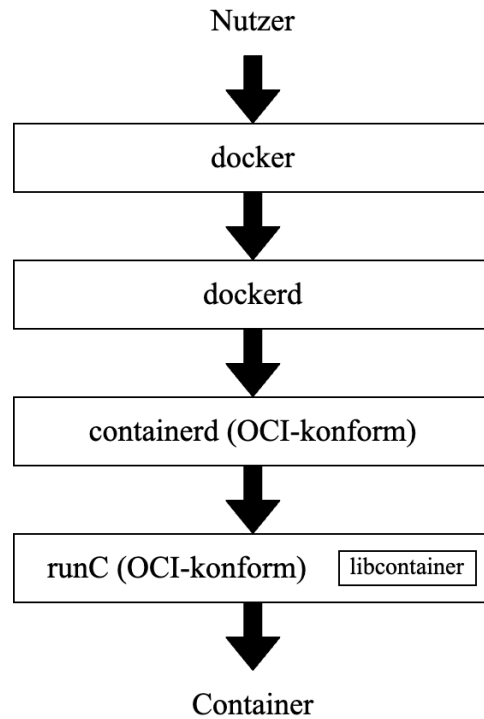 Nutzer
docker
dockerd
containerd (OCI-konform)
runC (OCI-konform) libcontainer
Container